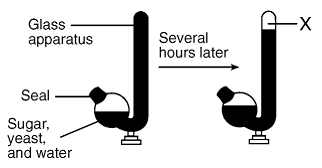 Glass
apparatus
Several
hours later
X
Seal
Sugar,
yeast,
and water